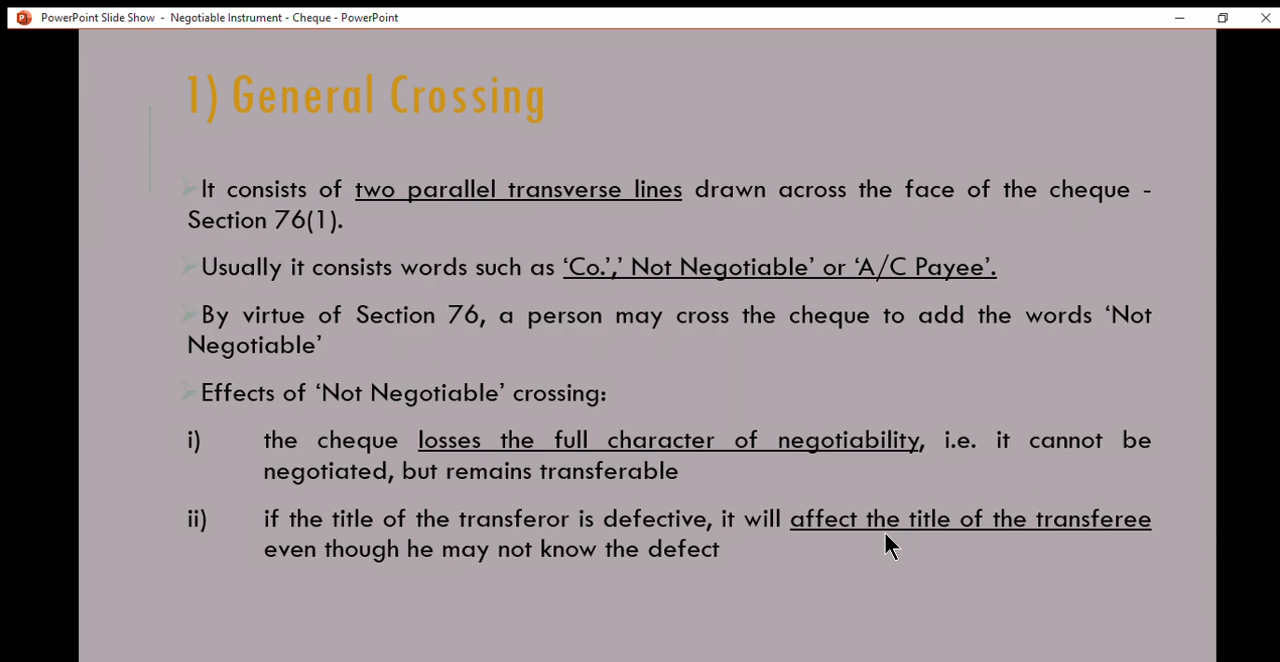 PowerPoint Slide Show - Negotiable Instrument - Cheque - PowerPoint
1) General Crossing
It consists of two parallel transverse lines drawn across the face of the cheque -
Section 76(1).
Usually it consists words such as ‘Co.’,’ Not Negotiable’ or ‘A/C Payee’.
By virtue of Section 76, a person may cross the cheque to add the words ‘Not
Negotiable’
Effects of ‘Not Negotiable’ crossing:
i) the cheque losses the full character of negotiability, i.e. it cannot be
negotiated, but remains transferable
ii) if the title of the transferor is defective, it will affect the title of the transferee
even though he may not know the defect